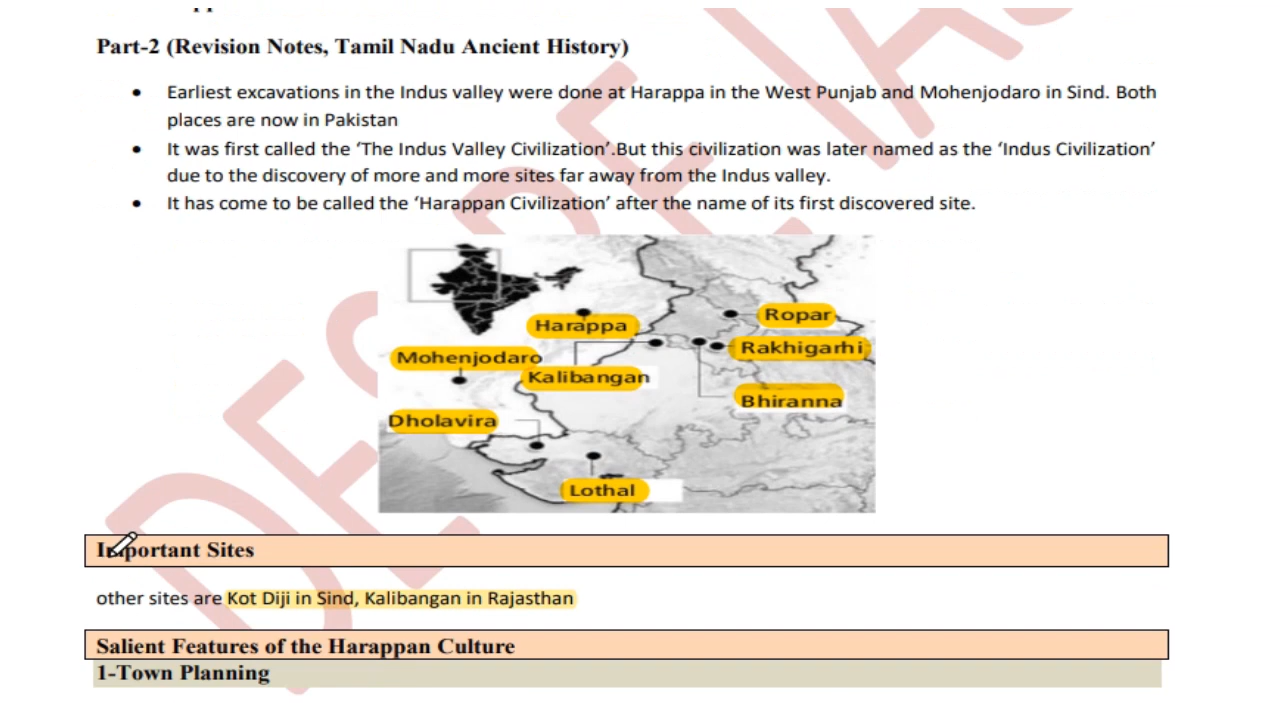 Part-2 (Revision Notes, Tamil Nadu Ancient History)
• Earliest excavations in the Indus valley were done at Harappa in the West Punjab and Mohenjodaro in Sind. Both
places are now in Pakistan
• It was first called the ‘The Indus Valley Civilization’.But this civilization was later named as the ‘Indus Civilization’
due to the discovery of more and more sites far away from the Indus valley.
• It has come to be called the ‘Harappan Civilization’ after the name of its first discovered site.
Ropar
Harappa
Rakhigarhi
Mohenjodaro
Kalibangan
Bhiranna
Dholavira
Lothal
Important Sites
other sites are Kot Diji in Sind, Kalibangan in Rajasthan
Salient Features of the Harappan Culture
1-Town Planning